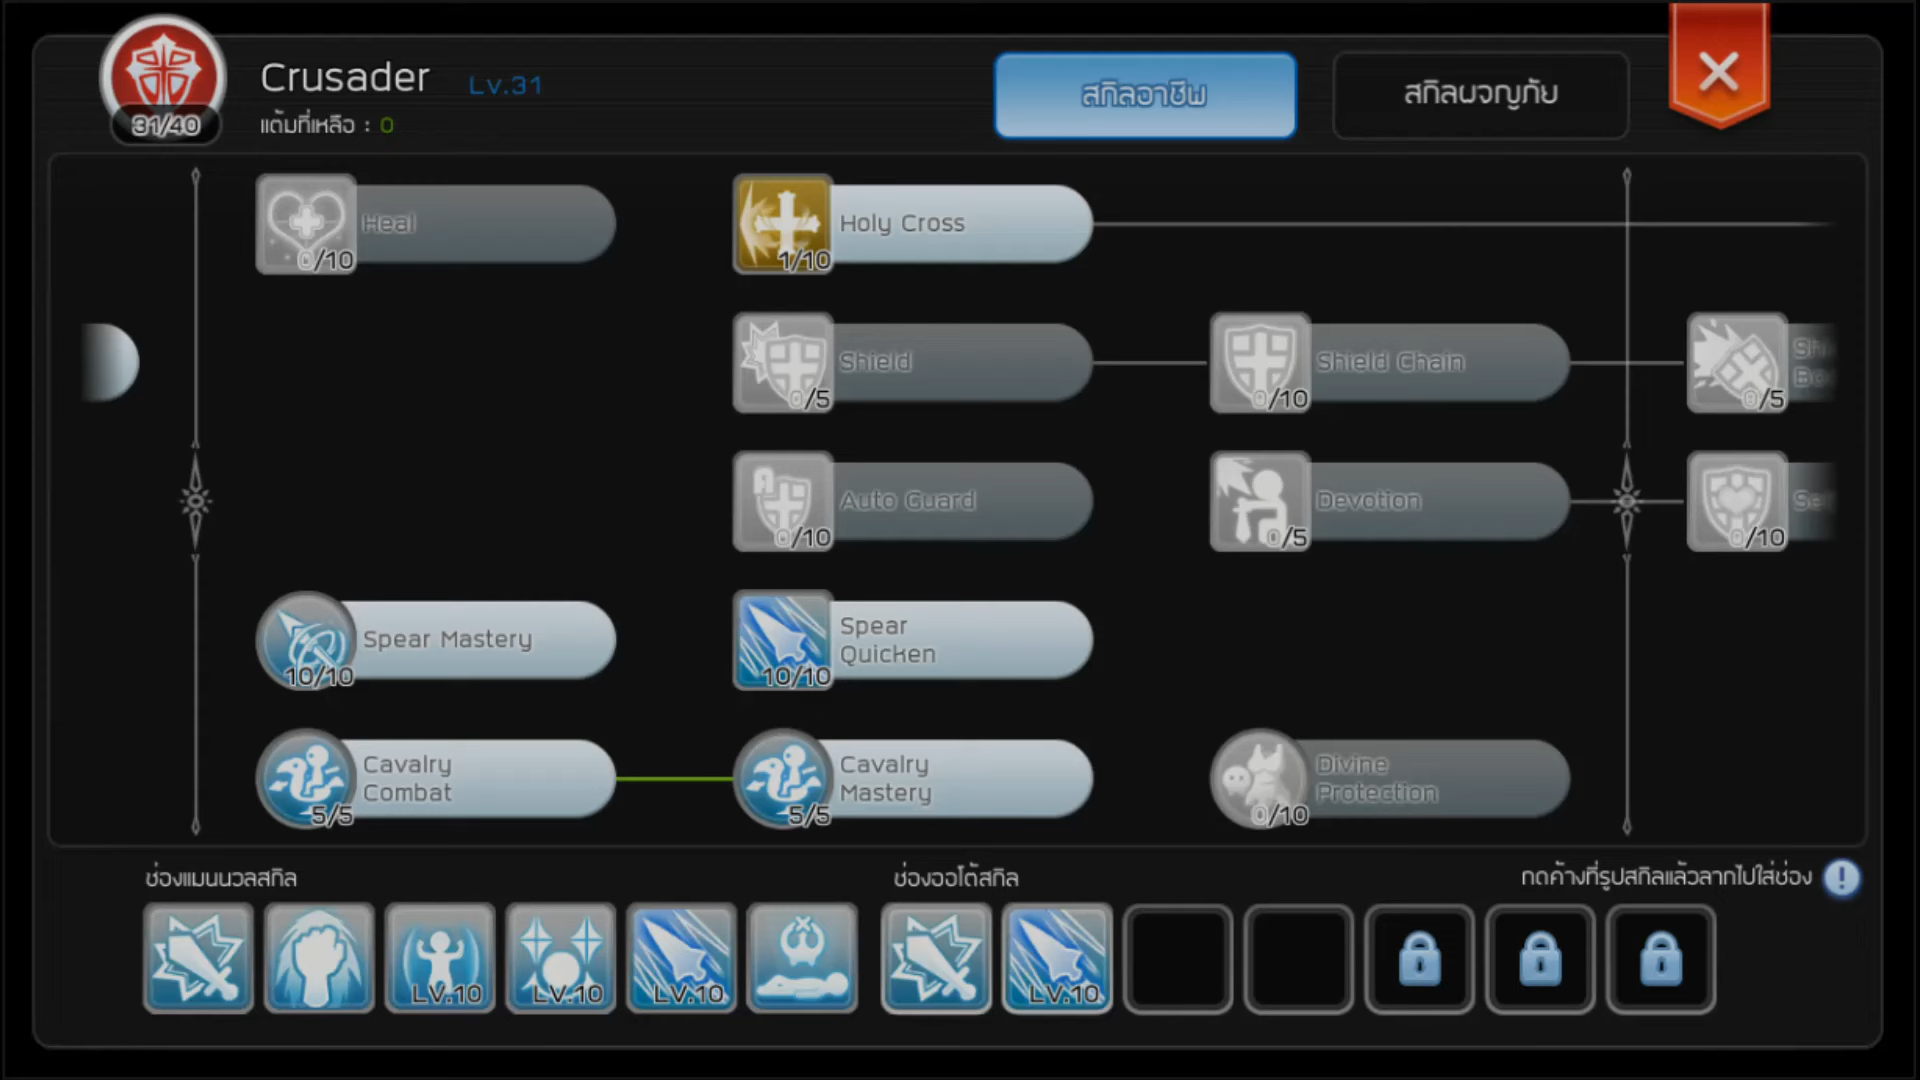 Crusader Lv.31
31/40
แต้มที่เหลือ : 0
สกิลอาชีพ
สกิลผจญภัย
Heal
0/10
Holy Cross
1/10
Shield
0/5
Shield Chain
0/10
0/5
Auto Guard
0/10
Devotion
0/5
0/10
Spear Mastery
10/10
Spear
Quicken
10/10
Cavalry
Combat
5/5
Cavalry
Mastery
5/5
Divine
Protection
0/10
ช่องแมนนวลสกิล
ช่องออโต้สกิล
กดค้างที่รูปสกิลแล้วลากไปใส่ช่อง
LV.10
LV.10
LV.10
LV.10